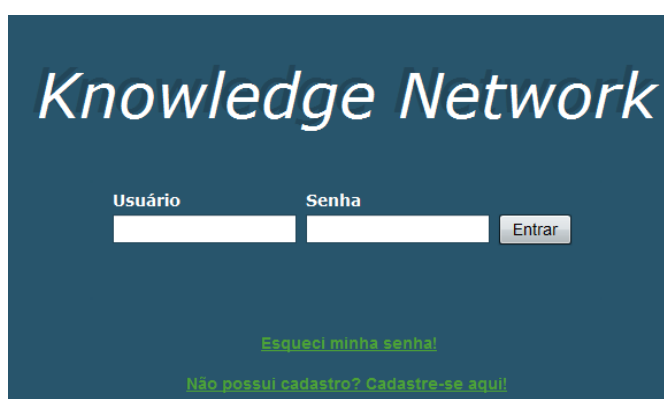 Knowledge Network
Usuário Senha
Entrar
Esqueci minha senha!
Não possui cadastro? Cadastre-se aqui!